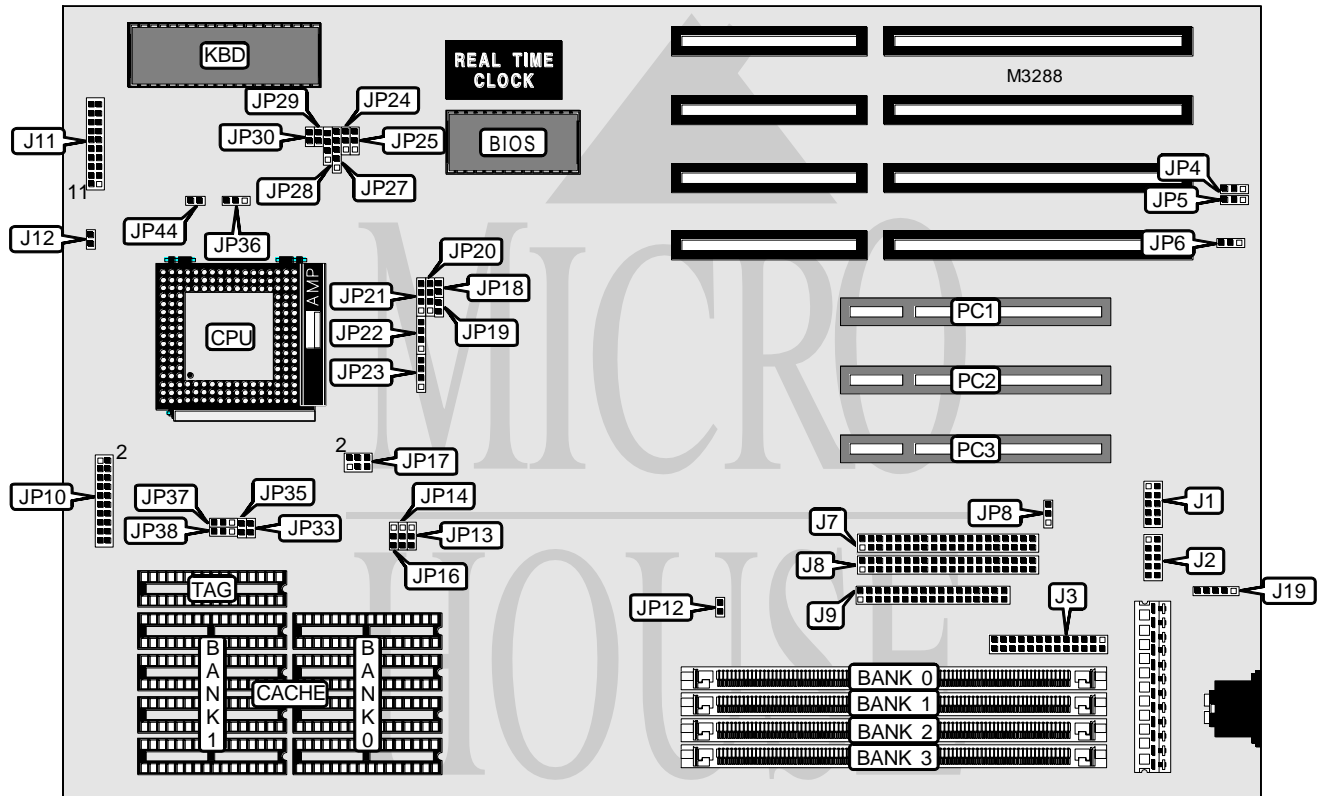 KBD
REAL TIME
CLOCK
M3288
JP29
JP24
J11
JP30
JP25
BIOS
11
JP28
JP27
JP4
JP5
JP44
JP36
J12
JP6
JP20
AMP
JP21
JP18
CPU
JP22
JP19
JP23
PC1
PC2
PC3
2
2
JP17
JP10
JP37
JP35
JP14
JP38
JP33
JP13
JP16
JP8
J1
J7
J8
J2
TAG
JP12
J9
J3
J19
BANK1
CACHE
BANK0
BANK 0
BANK 1
BANK 2
BANK 3
MICRO
HOUSE